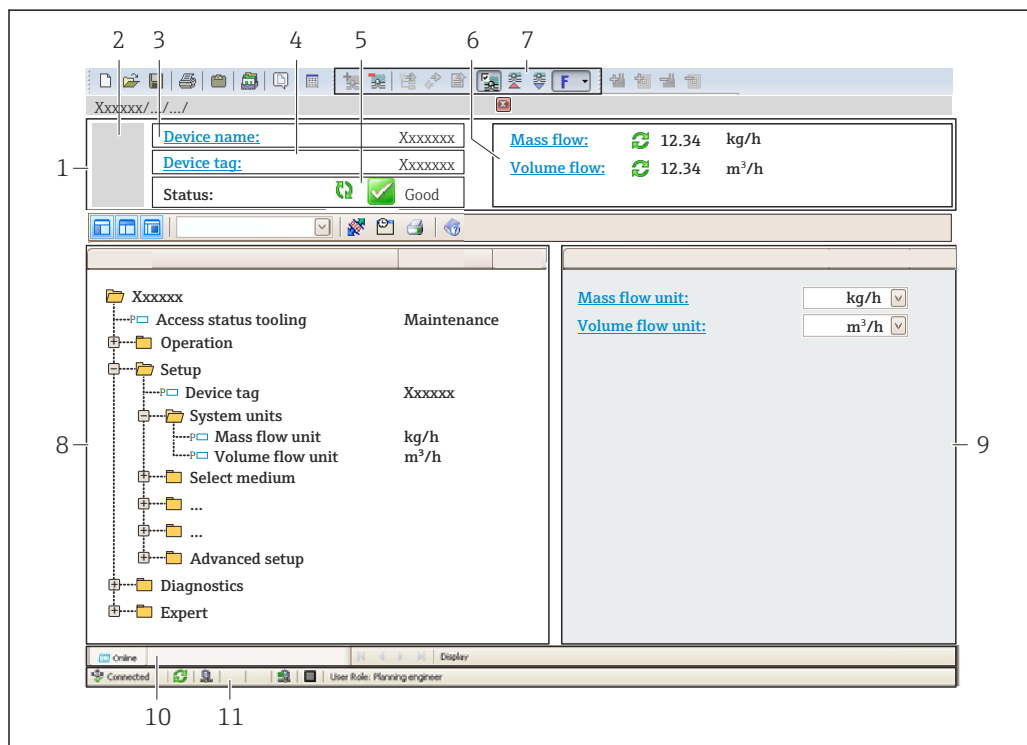 2 3 4 5 6 7
F
Xxxxxx/.../.../
1
Device name: Xxxxxxx
Device tag: Xxxxxxx
Status: Good
Mass flow: 12.34 kg/h
Volume flow: 12.34 m³/h
Xxxxxx
P Access status tooling Maintenance
Operation
Setup
P Device tag Xxxxxx
System units
P Mass flow unit kg/h
P Volume flow unit m³/h
Select medium
...
...
Advanced setup
Diagnostics
Expert
Mass flow unit: kg/h
Volume flow unit: m³/h
8
9
Online Display
Connected User Role: Planning engineer
10 11